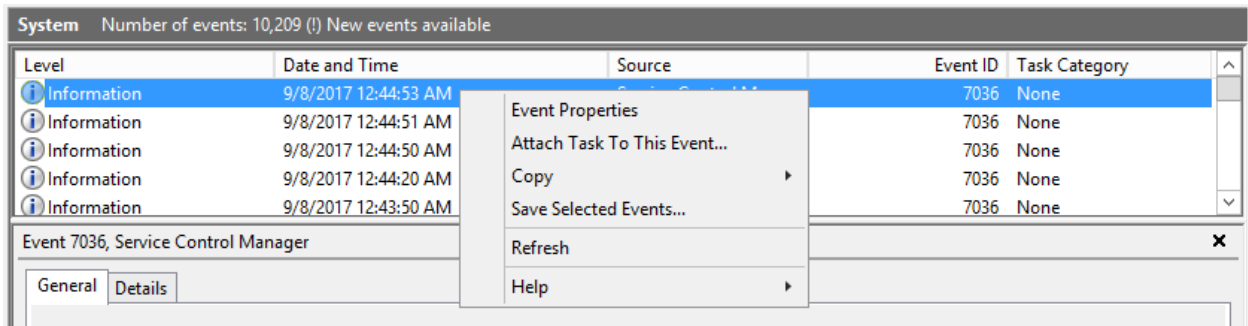 System Number of events: 10,209 (!) New events available
Level Date and Time Source Event ID Task Category
Information 9/8/2017 12:44:53 AM 7036 None
Information 9/8/2017 12:44:51 AM 7036 None
Information 9/8/2017 12:44:50 AM 7036 None
Information 9/8/2017 12:44:20 AM 7036 None
Information 9/8/2017 12:43:50 AM 7036 None
Event Properties
Attach Task To This Event...
Copy
Save Selected Events...
Refresh
Help
Event 7036, Service Control Manager
General Details